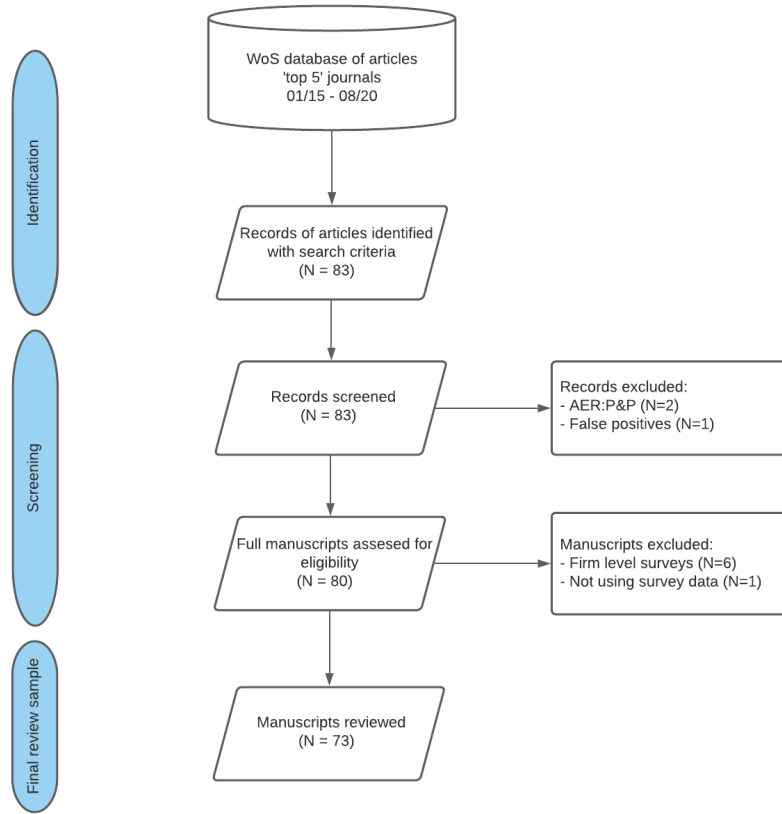 WoS database of articles
'top 5' journals
01/15 - 08/20
Identification
Records of articles identified
with search criteria
(N = 83)
Screening
Records screened
(N = 83)
Records excluded:
- AER:P&P (N=2)
- False positives (N=1)
Full manuscripts assesed for
eligibility
(N = 80)
Manuscripts excluded:
- Firm level surveys (N=6)
- Not using survey data (N=1)
Final review sample
Manuscripts reviewed
(N = 73)